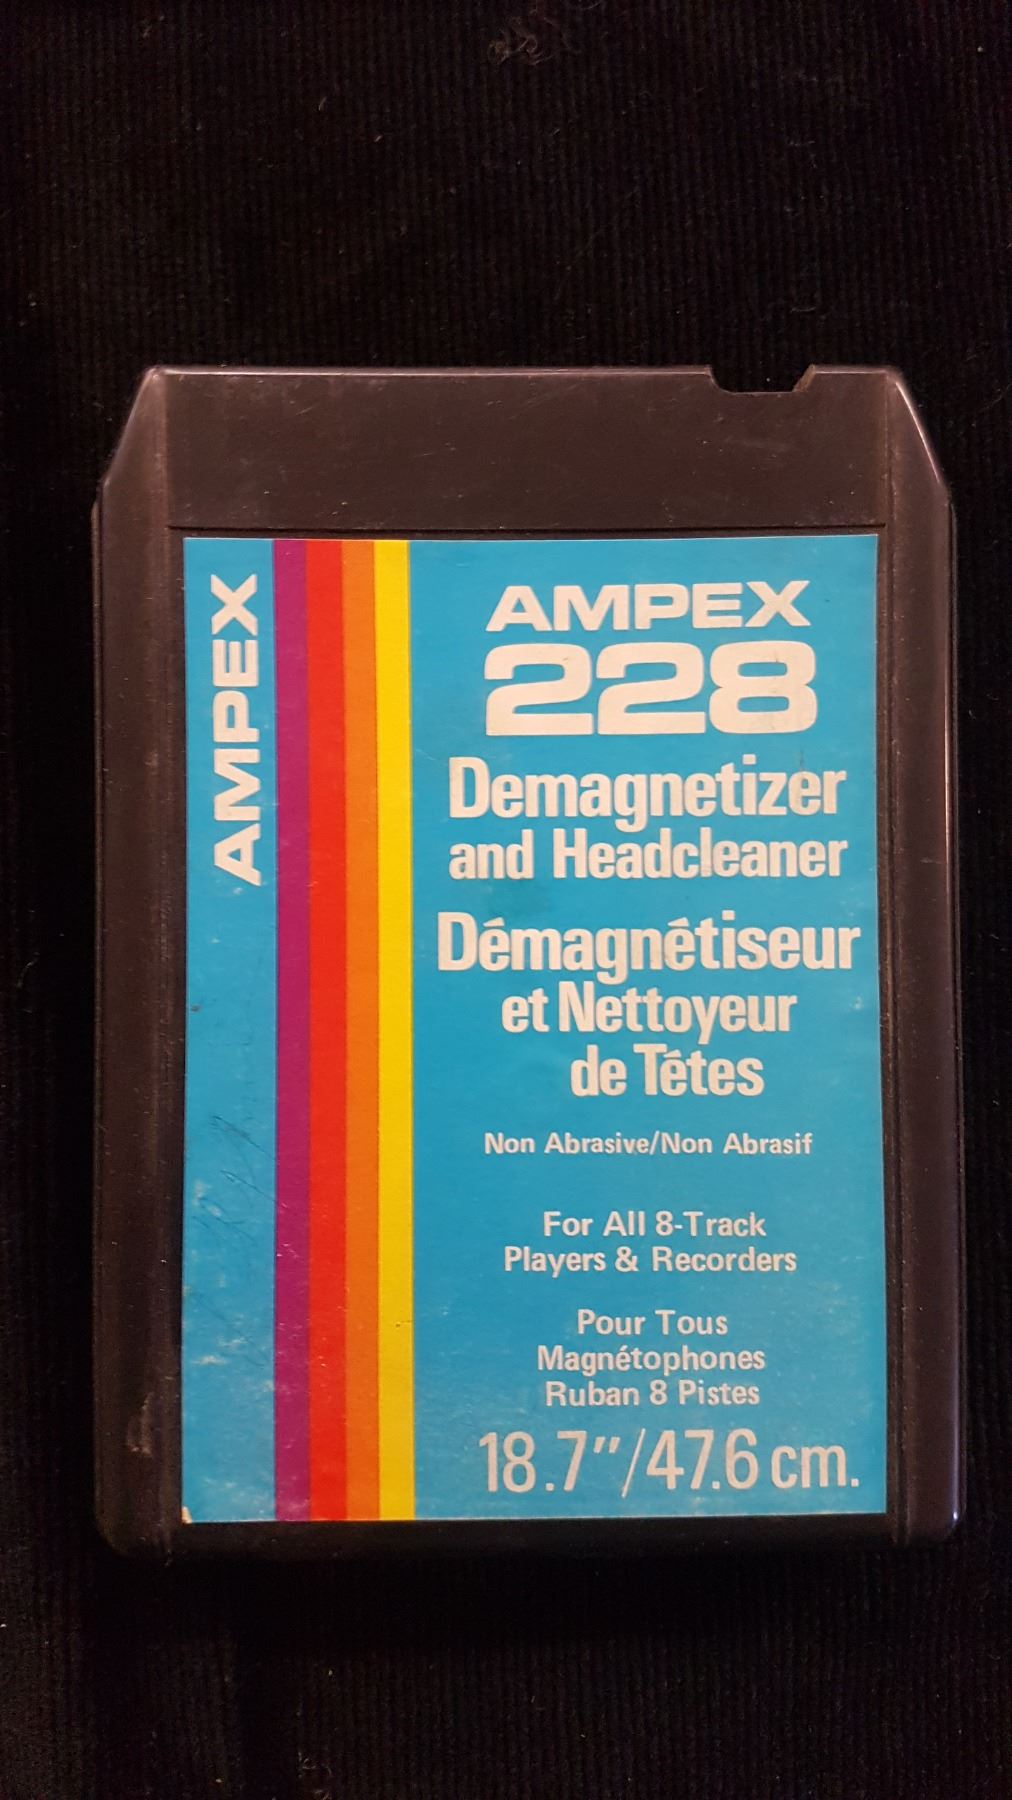 AMPEX
AMPEX
228
Demagnetizer
and Headcleaner
Démagnétiseur
et Nettoyeur
de Tétes
Non Abrasive/Non Abrasif
For All 8-Track
Players & Recorders
Pour Tous
Magnétophones
Ruban 8 Pistes
18.7"/47.6 cm.